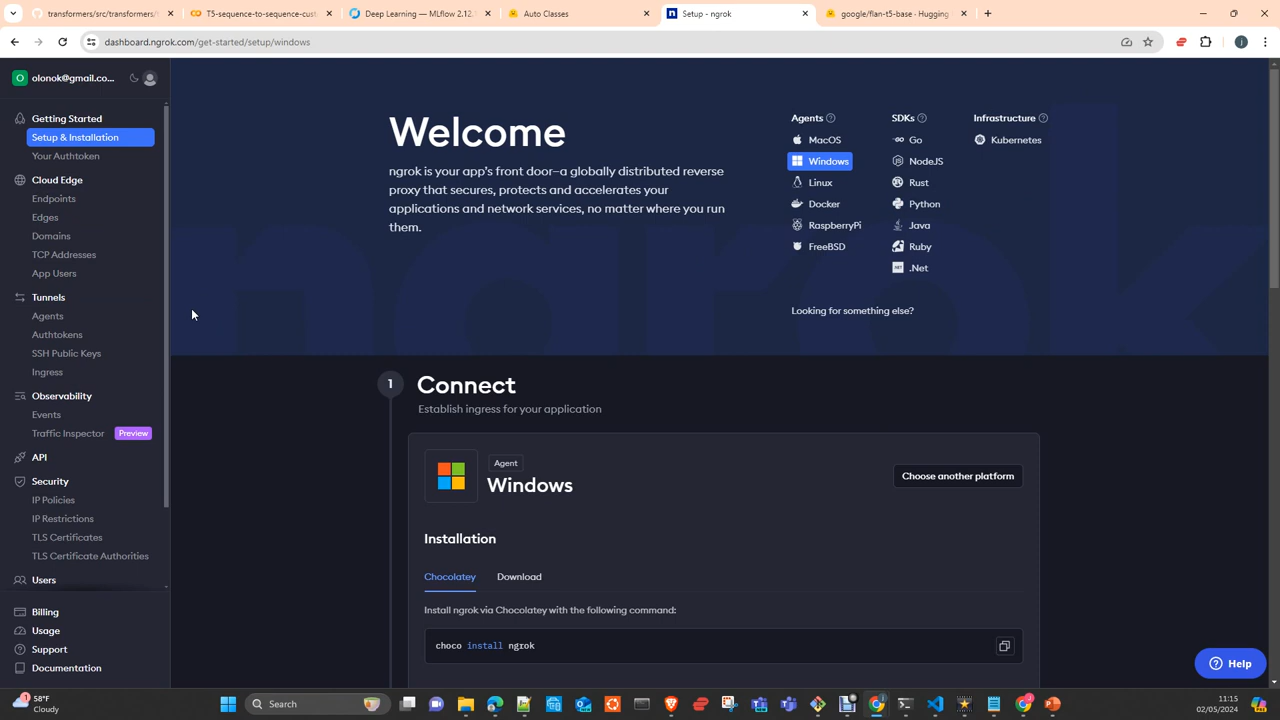 transformers/src/transformers/
T5-sequence-to-sequence-cust
Deep Learning — MLflow 2.12.
Auto Classes
Setup - ngrok
google/flan-t5-base · Hugging
dashboard.ngrok.com/get-started/setup/windows
olonok@gmail.co...
Getting Started
Setup & Installation
Your Authtoken
Cloud Edge
Endpoints
Edges
Domains
TCP Addresses
App Users
Tunnels
Agents
Authtokens
SSH Public Keys
Ingress
Observability
Events
Traffic Inspector Preview
API
Security
IP Policies
IP Restrictions
TLS Certificates
TLS Certificate Authorities
Users
Billing
Usage
Support
Documentation
Welcome
ngrok is your app's front door—a globally distributed reverse
proxy that secures, protects and accelerates your
applications and network services, no matter where you run
them.
Agents
MacOS
Windows
Linux
Docker
RaspberryPi
FreeBSD
SDKs
Go
NodeJS
Rust
Python
Java
Ruby
.Net
Infrastructure
Kubernetes
Looking for something else?
1
Connect
Establish ingress for your application
Agent
Windows
Choose another platform
Installation
Chocolatey Download
Install ngrok via Chocolatey with the following command:
choco install ngrok
Help
58°F
Cloudy
Search
11:15
02/05/2024